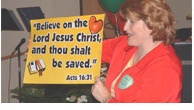 "Believe on the
Lord Jesus Christ,
and thou shalt
be saved."
Acts 16:31